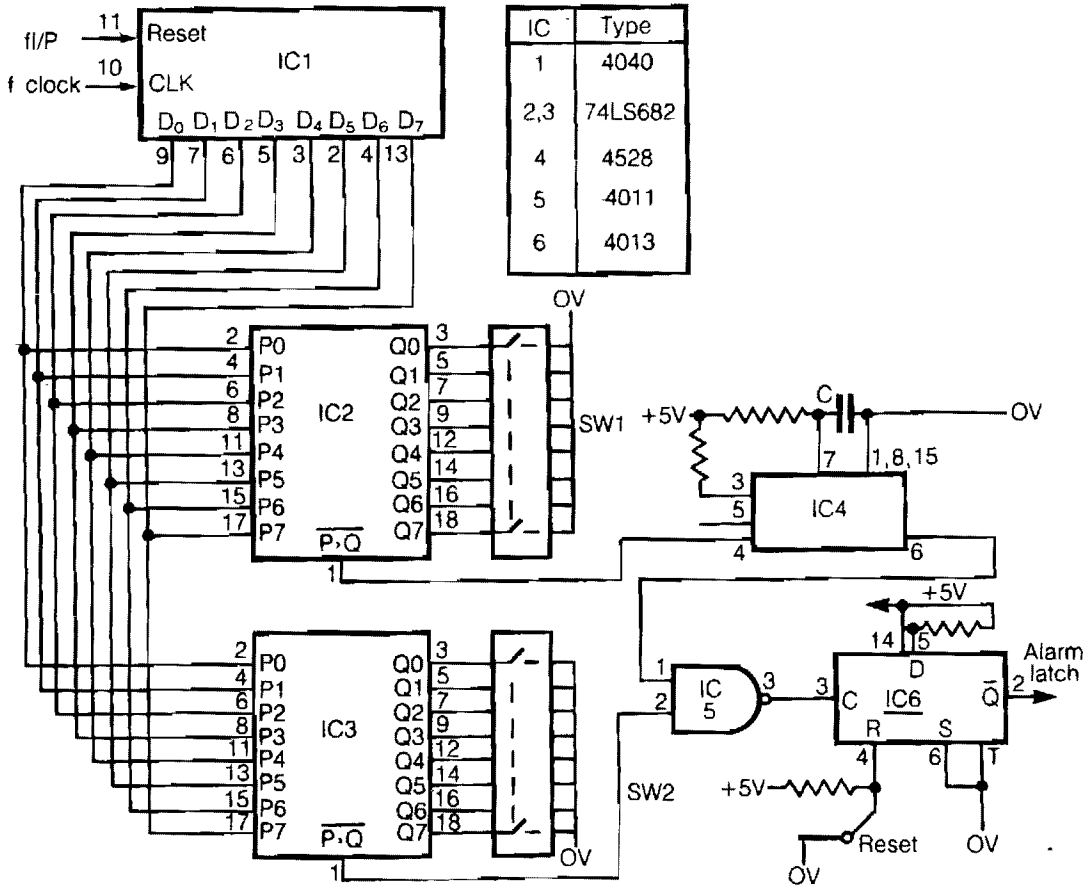 11
fI/P
Reset
IC1
10
f clock
CLK
D0 D1 D2 D3 D4 D5 D6 D7
9 7 6 5 3 2 4 13
IC Type
1 4040
2,3 74LS682
4 4528
5 4011
6 4013
OV
2 P0 Q0 3
4 P1 Q1 5
6 P2 Q2 7
8 P3 Q3 9
11 P4 Q4 12
13 P5 Q5 14
15 P6 Q6 16
17 P7 Q7 18
IC2
P>Q
1
SW1
+5V
C
OV
7
1,8,15
3
5
4
IC4
6
2 P0 Q0 3
4 P1 Q1 5
6 P2 Q2 7
8 P3 Q3 9
11 P4 Q4 12
13 P5 Q5 14
15 P6 Q6 16
17 P7 Q7 18
IC3
P>Q
1
SW2
OV
1
2
IC
5
3
+5V
14
5
D
3
C
IC6
Q
2
Alarm
latch
R
S
4
6
T
+5V
Reset
OV
OV